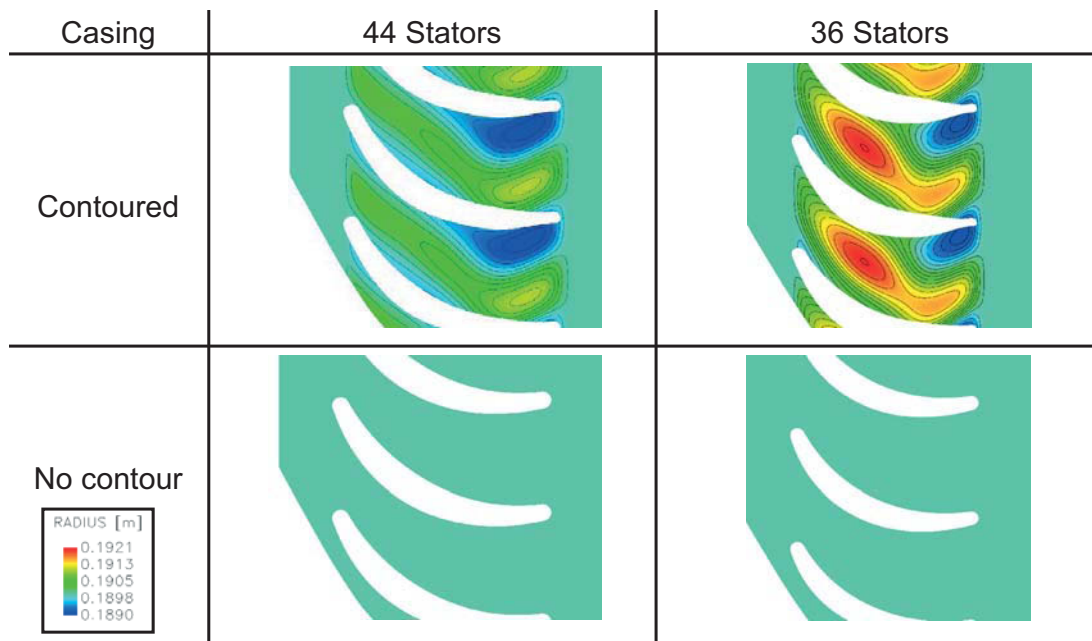 Casing 44 Stators 36 Stators
Contoured
No contour
RADIUS [m]
0.1921
0.1913
0.1905
0.1898
0.1890